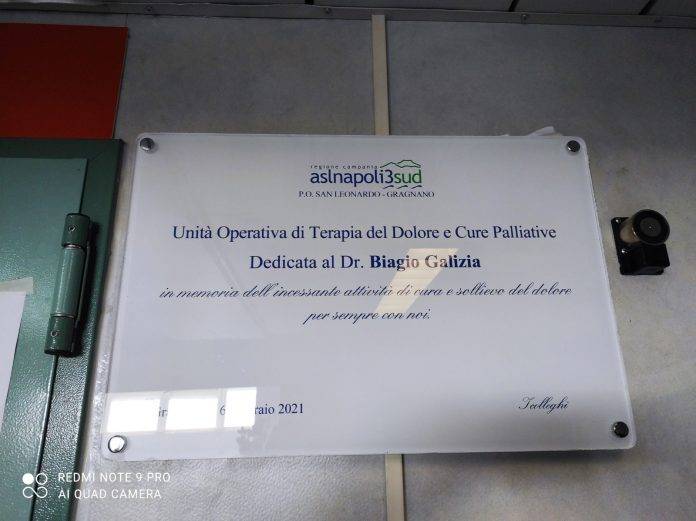 regione campania
aslnapoli3sud
P.O. SAN LEONARDO - GRAGNANO
Unità Operativa di Terapia del Dolore e Cure Palliative
Dedicata al Dr. Biagio Galizia
in memoria dell'incessante attività di cura e sollievo del dolore
per sempre con noi.
2021
I colleghi
REDMI NOTE 9 PRO
AI QUAD CAMERA